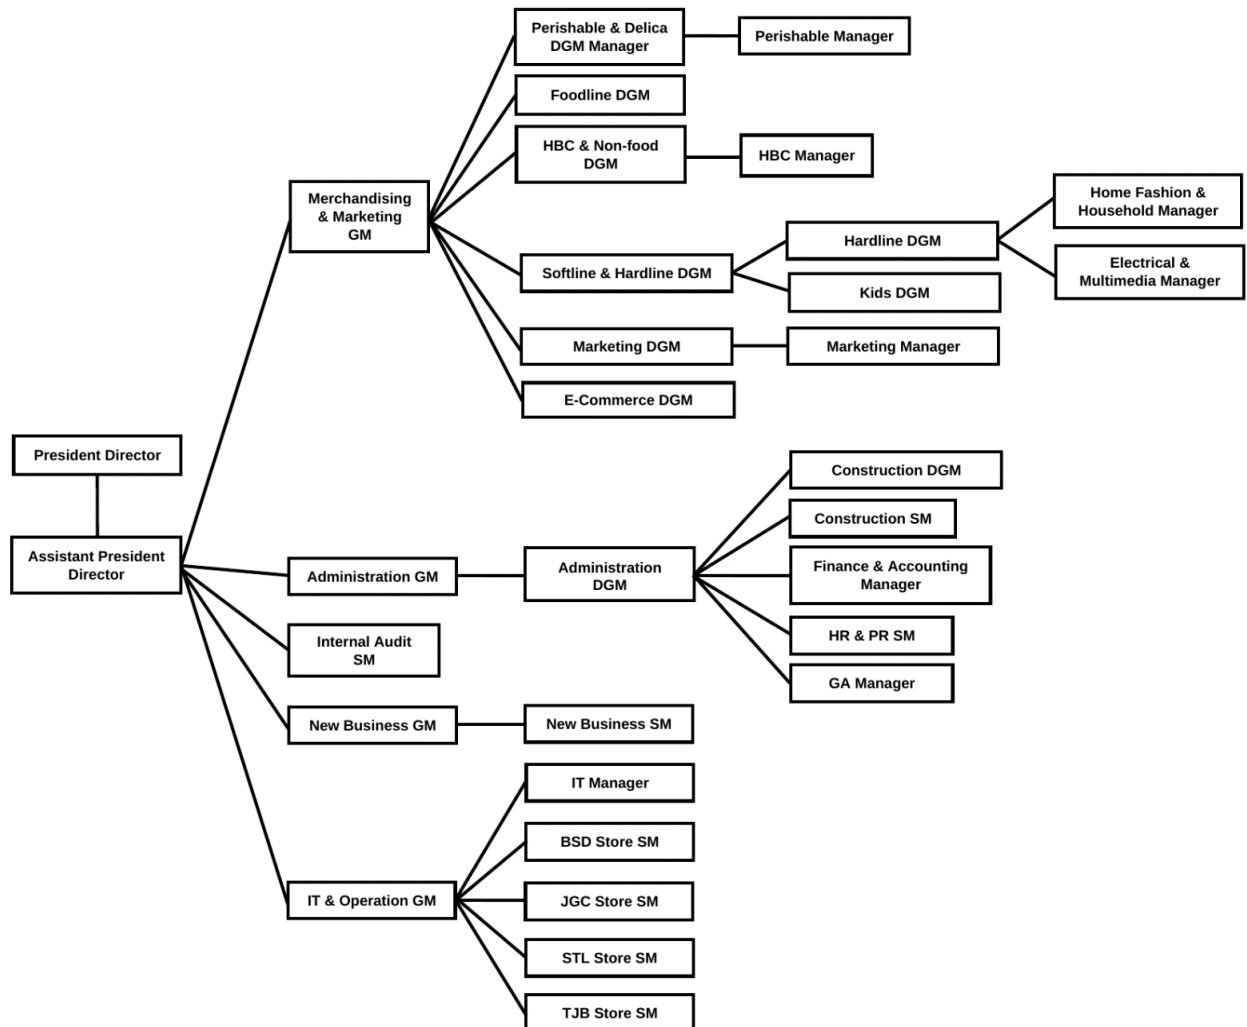 President Director
Assistant President
Director
Merchandising
& Marketing
GM
Perishable & Delica
DGM Manager
Perishable Manager
Foodline DGM
HBC & Non-food
DGM
HBC Manager
Softline & Hardline DGM
Hardline DGM
Home Fashion &
Household Manager
Electrical &
Multimedia Manager
Kids DGM
Marketing DGM
Marketing Manager
E-Commerce DGM
Administration GM
Administration
DGM
Construction DGM
Construction SM
Finance & Accounting
Manager
HR & PR SM
GA Manager
Internal Audit
SM
New Business GM
New Business SM
IT & Operation GM
IT Manager
BSD Store SM
JGC Store SM
STL Store SM
TJB Store SM